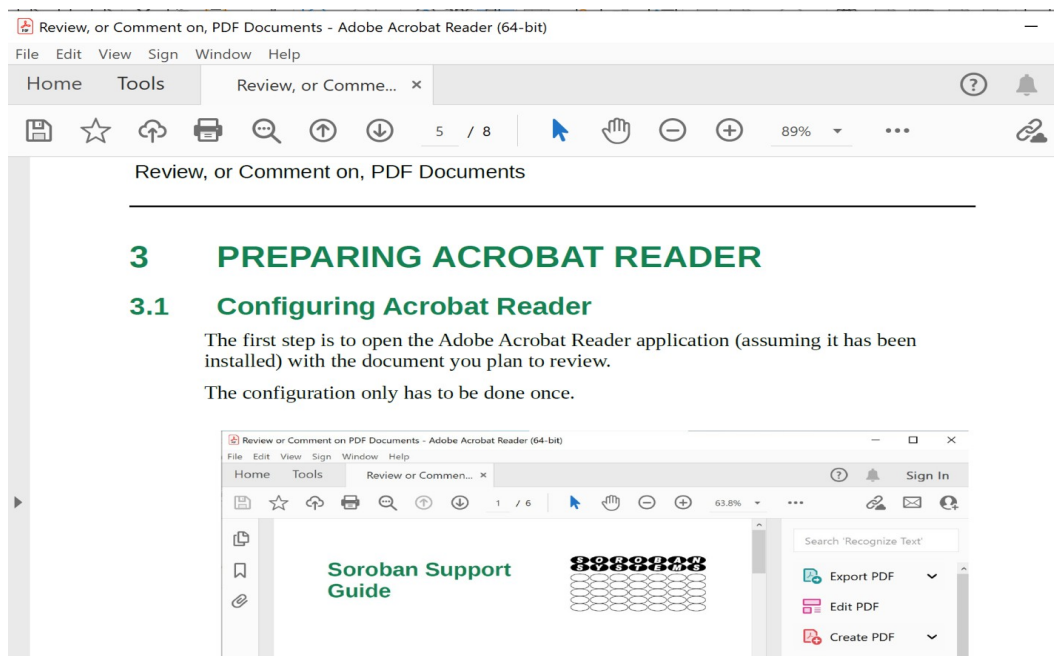 Review, or Comment on, PDF Documents - Adobe Acrobat Reader (64-bit)
File Edit View Sign Window Help
Home Tools Review, or Comme... ×
5 / 8 89%
Review, or Comment on, PDF Documents
3 PREPARING ACROBAT READER
3.1 Configuring Acrobat Reader
The first step is to open the Adobe Acrobat Reader application (assuming it has been
installed) with the document you plan to review.
The configuration only has to be done once.
Review or Comment on PDF Documents - Adobe Acrobat Reader (64-bit)
File Edit View Sign Window Help
Home Tools Review or Commen... × Sign In
1 / 6 63.8%
Search 'Recognize Text'
Soroban Support
Guide
SOROBAN
SYSTEMS
Export PDF
Edit PDF
Create PDF